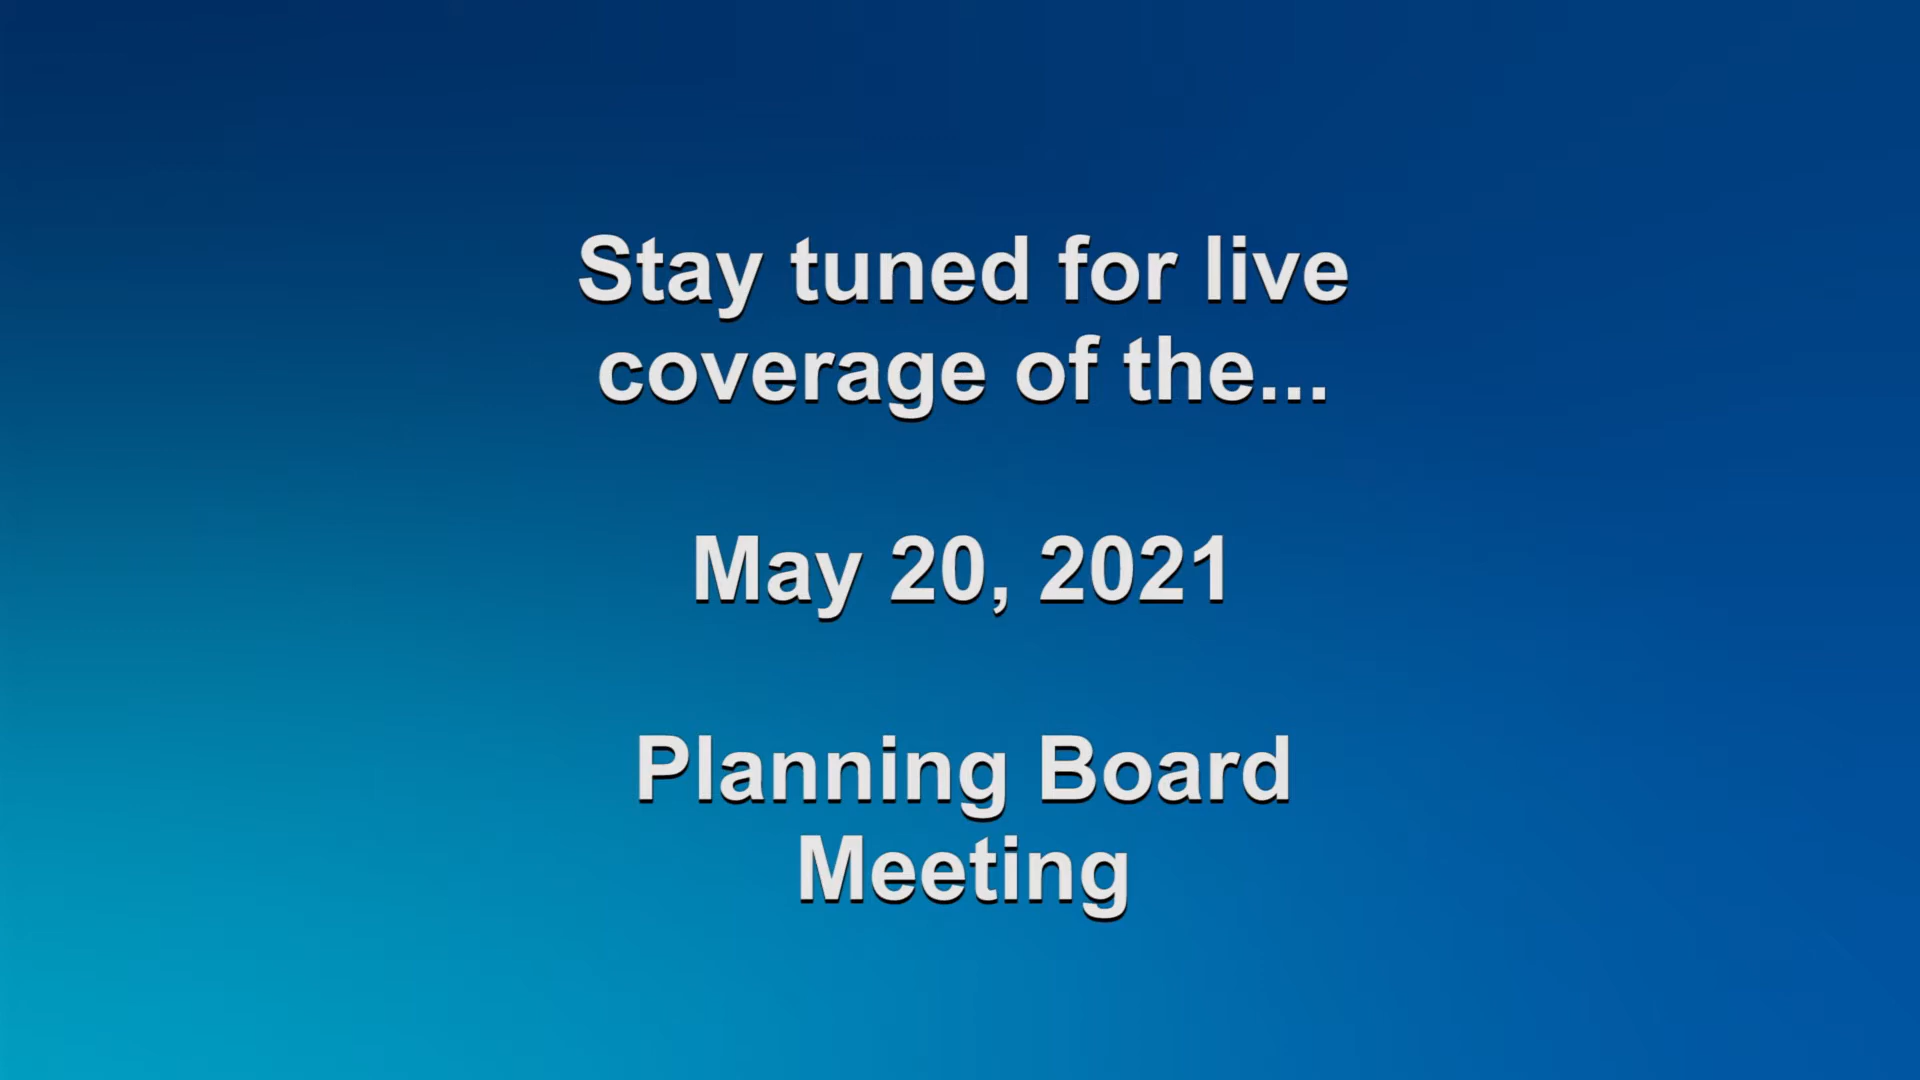 Stay tuned for live
coverage of the...
May 20, 2021
Planning Board
Meeting